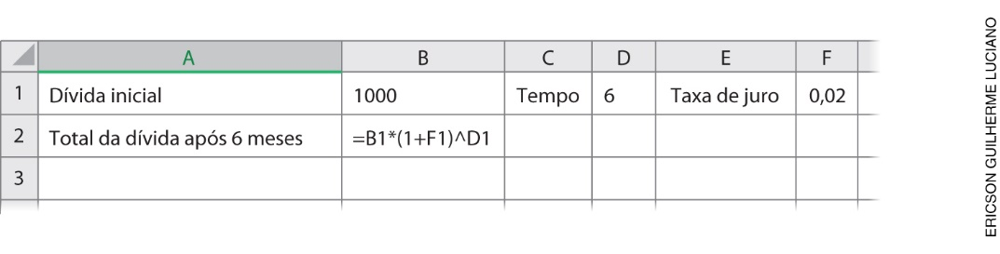 A B C D E F
1 Dívida inicial 1000 Tempo 6 Taxa de juro 0,02
2 Total da dívida após 6 meses =B1*(1+F1)^D1
3
ERICSON GUILHERME LUCIANO